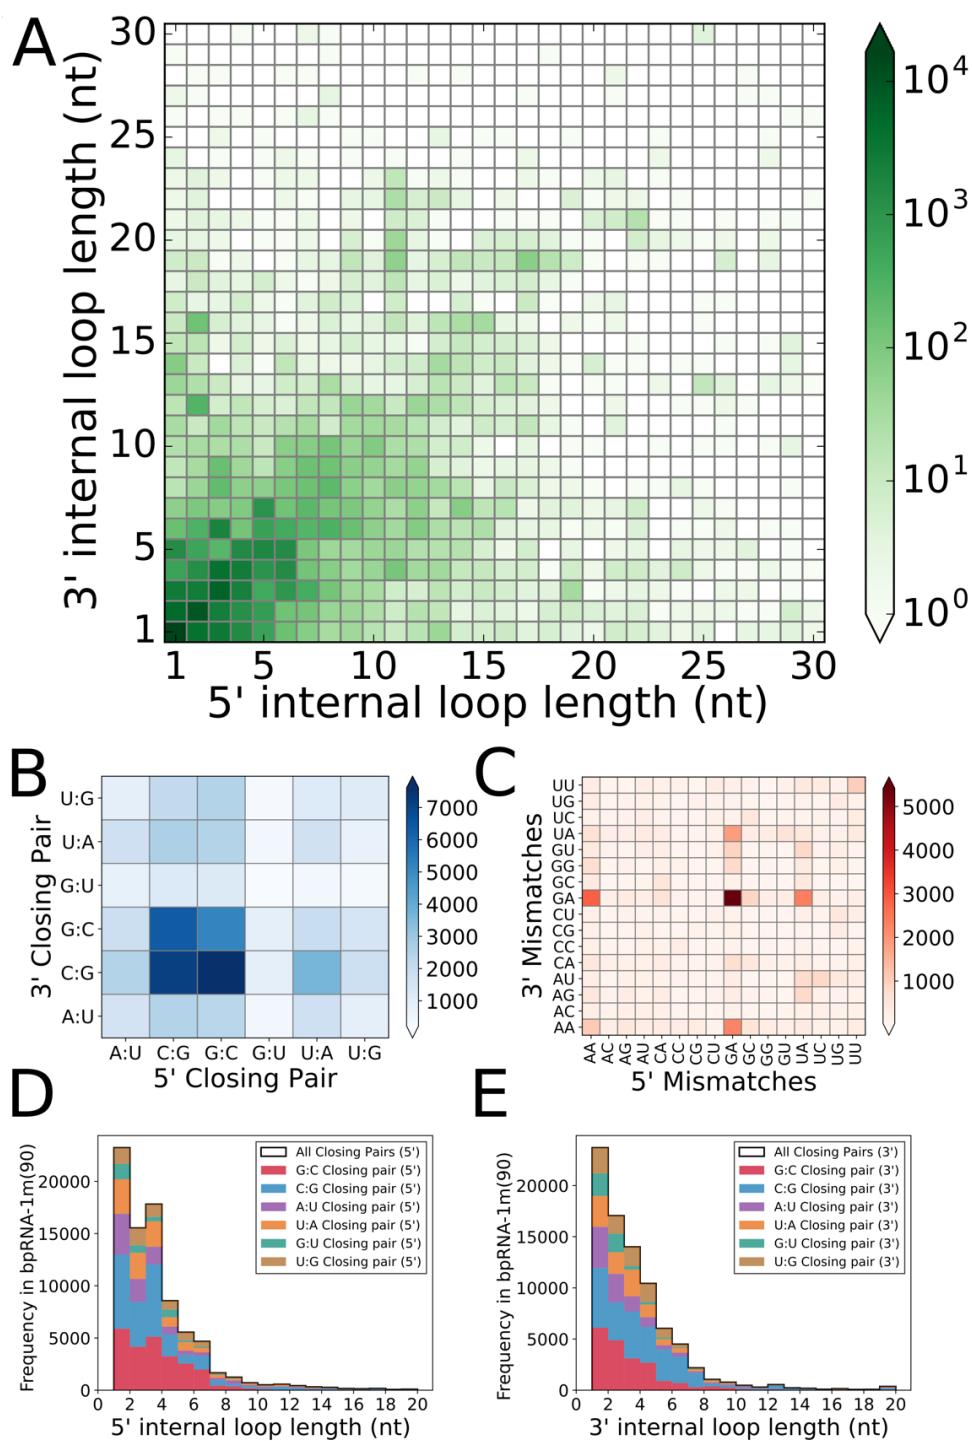 A
3' internal loop length (nt)
30
25
20
15
10
5
1
1 5 10 15 20 25 30
5' internal loop length (nt)
10^4
10^3
10^2
10^1
10^0
B
3' Closing Pair
U:G
U:A
G:U
G:C
C:G
A:U
A:U C:G G:C G:U U:A U:G
5' Closing Pair
7000
6000
5000
4000
3000
2000
1000
C
3' Mismatches
UU
UG
UC
UA
GU
GG
GC
GA
CU
CG
CC
CA
AU
AG
AC
AA
AA AC AG AU CA CC CG CU GA GC GG GU UA UC UG UU
5' Mismatches
5000
4000
3000
2000
1000
D
Frequency in bpRNA-1m(90)
20000
15000
10000
5000
0
0 2 4 6 8 10 12 14 16 18 20
5' internal loop length (nt)
All Closing Pairs (5')
G:C Closing pair (5')
C:G Closing pair (5')
A:U Closing pair (5')
U:A Closing pair (5')
G:U Closing pair (5')
U:G Closing pair (5')
E
Frequency in bpRNA-1m(90)
20000
15000
10000
5000
0
0 2 4 6 8 10 12 14 16 18 20
3' internal loop length (nt)
All Closing Pairs (3')
G:C Closing pair (3')
C:G Closing pair (3')
A:U Closing pair (3')
U:A Closing pair (3')
G:U Closing pair (3')
U:G Closing pair (3')